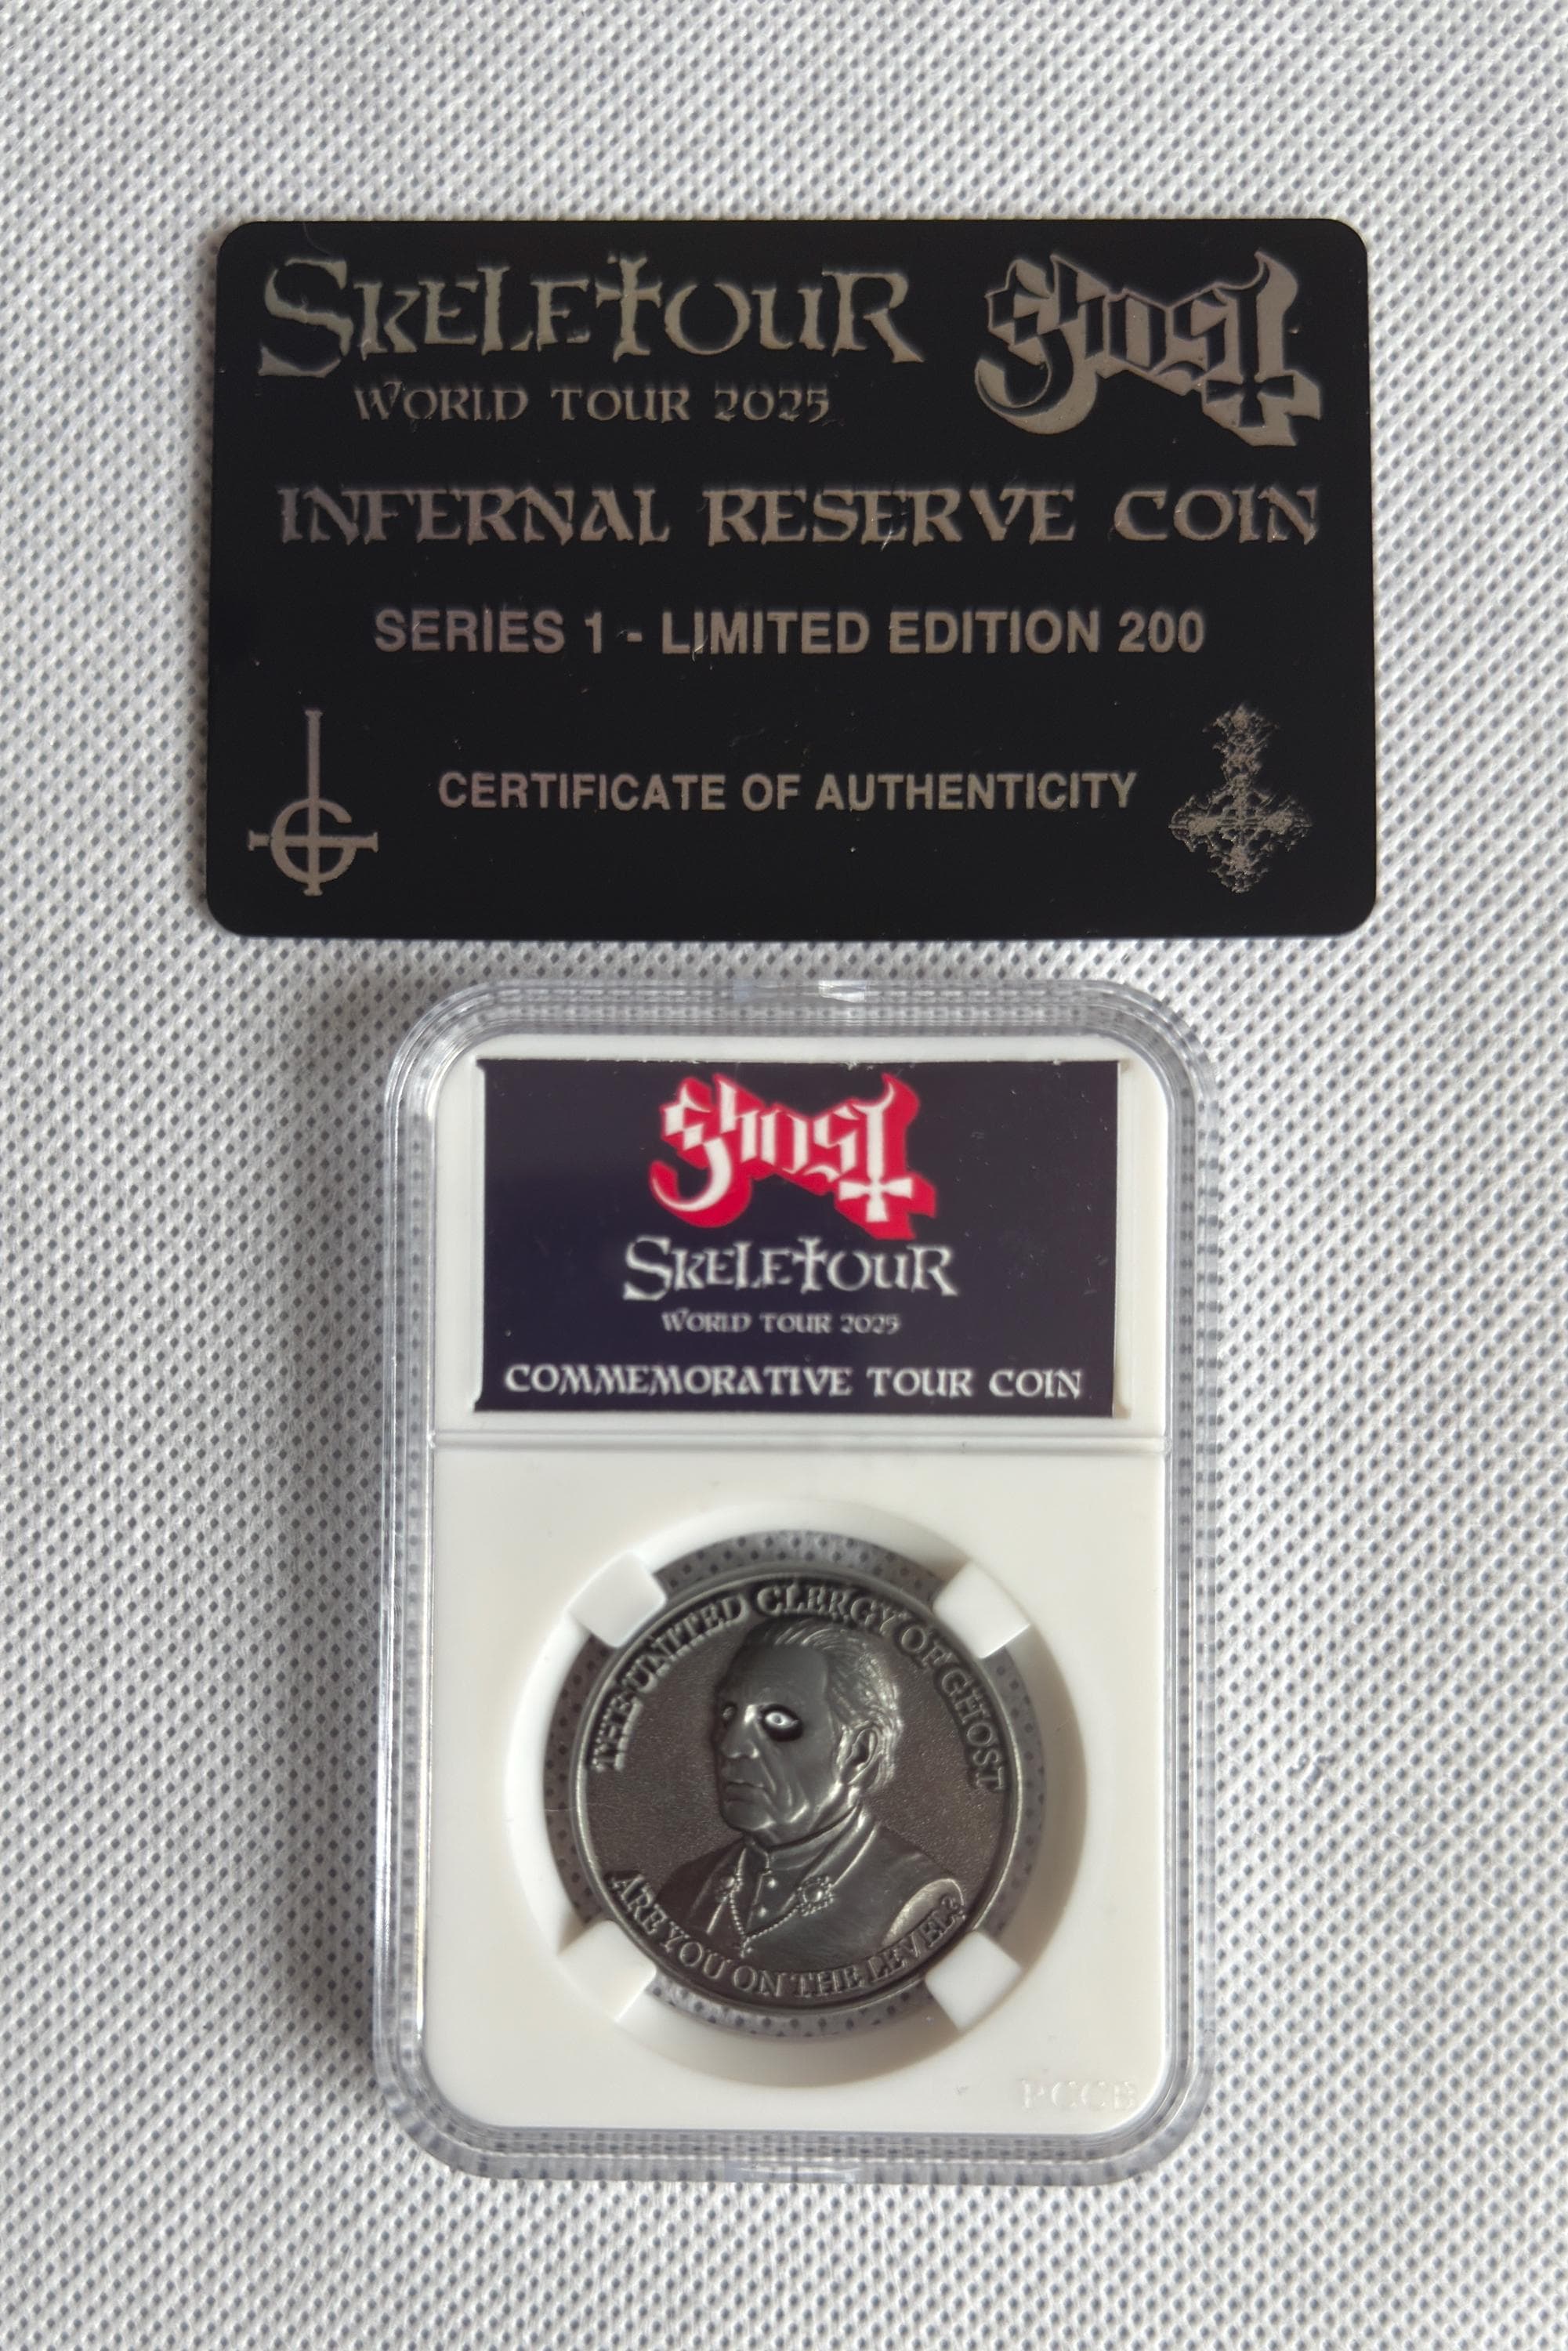 SKELETOUR
Ghost
WORLD TOUR 2025
INFERNAL RESERVE COIN
SERIES 1 - LIMITED EDITION 200
CERTIFICATE OF AUTHENTICITY
Ghost
SKELETOUR
WORLD TOUR 2025
COMMEMORATIVE TOUR COIN
THE UNITED CLERGY OF GHOST
ARE YOU ON THE LEVEL?
PCCB